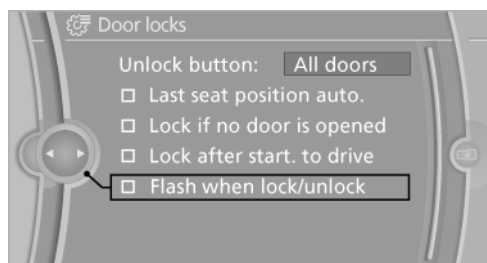 Door locks
Unlock button: All doors
Last seat position auto.
Lock if no door is opened
Lock after start. to drive
Flash when lock/unlock